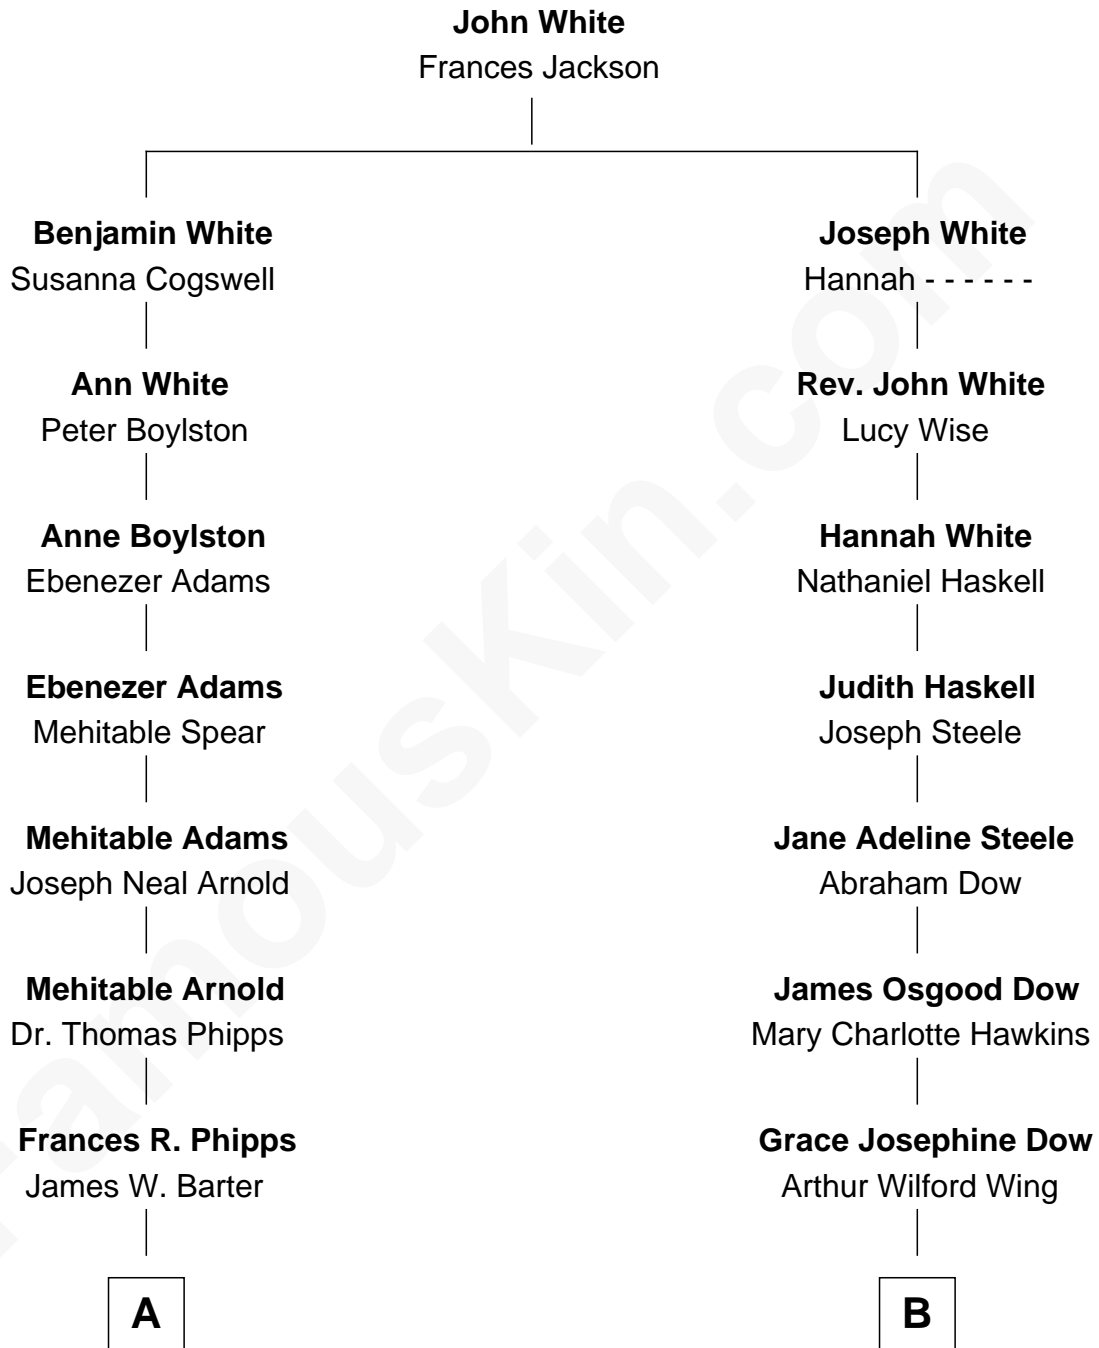 John White
Frances Jackson
Benjamin White
Susanna Cogswell
Joseph White
Hannah - - - - - -
Ann White
Peter Boylston
Rev. John White
Lucy Wise
Anne Boylston
Ebenezer Adams
Hannah White
Nathaniel Haskell
Ebenezer Adams
Mehitable Spear
Judith Haskell
Joseph Steele
Mehitable Adams
Joseph Neal Arnold
Jane Adeline Steele
Abraham Dow
Mehitable Arnold
Dr. Thomas Phipps
James Osgood Dow
Mary Charlotte Hawkins
Frances R. Phipps
James W. Barter
Grace Josephine Dow
Arthur Wilford Wing
A
B
FamousKin.com